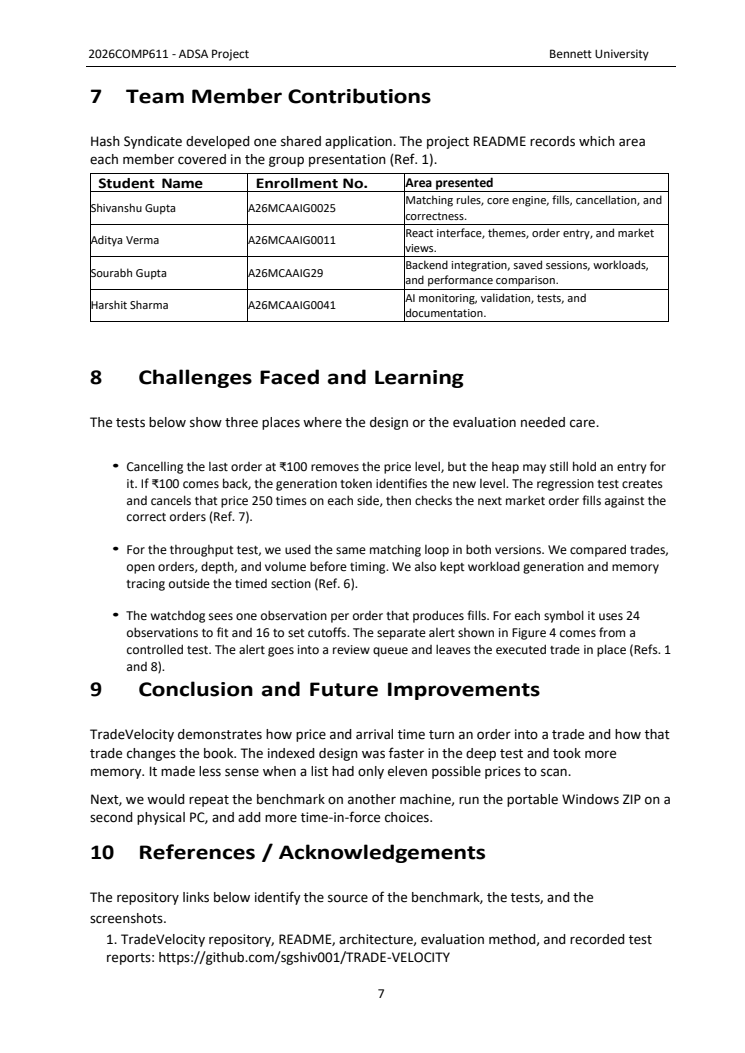 2026COMP611 - ADSA Project Bennett University
7 Team Member Contributions
Hash Syndicate developed one shared application. The project README records which area
each member covered in the group presentation (Ref. 1).
Student Name Enrollment No. Area presented
Shivanshu Gupta A26MCAAIG0025 Matching rules, core engine, fills, cancellation, and
correctness.
Aditya Verma A26MCAAIG0011 React interface, themes, order entry, and market
views.
Sourabh Gupta A26MCAAIG29 Backend integration, saved sessions, workloads,
and performance comparison.
Harshit Sharma A26MCAAIG0041 AI monitoring, validation, tests, and
documentation.
8 Challenges Faced and Learning
The tests below show three places where the design or the evaluation needed care.
• Cancelling the last order at ₹100 removes the price level, but the heap may still hold an entry for
it. If ₹100 comes back, the generation token identifies the new level. The regression test creates
and cancels that price 250 times on each side, then checks the next market order fills against the
correct orders (Ref. 7).
• For the throughput test, we used the same matching loop in both versions. We compared trades,
open orders, depth, and volume before timing. We also kept workload generation and memory
tracing outside the timed section (Ref. 6).
• The watchdog sees one observation per order that produces fills. For each symbol it uses 24
observations to fit and 16 to set cutoffs. The separate alert shown in Figure 4 comes from a
controlled test. The alert goes into a review queue and leaves the executed trade in place (Refs. 1
and 8).
9 Conclusion and Future Improvements
TradeVelocity demonstrates how price and arrival time turn an order into a trade and how that
trade changes the book. The indexed design was faster in the deep test and took more
memory. It made less sense when a list had only eleven possible prices to scan.
Next, we would repeat the benchmark on another machine, run the portable Windows ZIP on a
second physical PC, and add more time-in-force choices.
10 References / Acknowledgements
The repository links below identify the source of the benchmark, the tests, and the
screenshots.
1. TradeVelocity repository, README, architecture, evaluation method, and recorded test
reports: https://github.com/sgshiv001/TRADE-VELOCITY
7